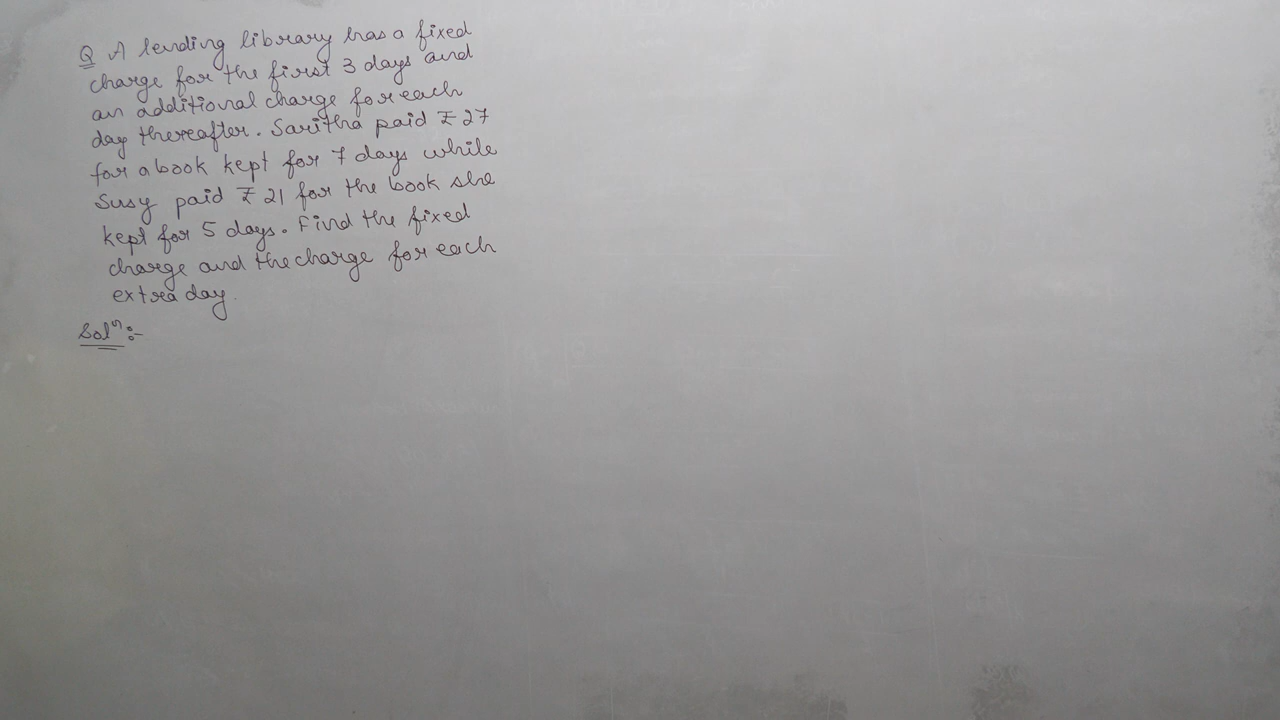 Q A lending library has a fixed
charge for the first 3 days and
an additional charge for each
day thereafter. Saritha paid ₹ 27
for a book kept for 7 days while
Susy paid ₹ 21 for the book she
kept for 5 days. Find the fixed
charge and the charge for each
extra day.
Solⁿ:-